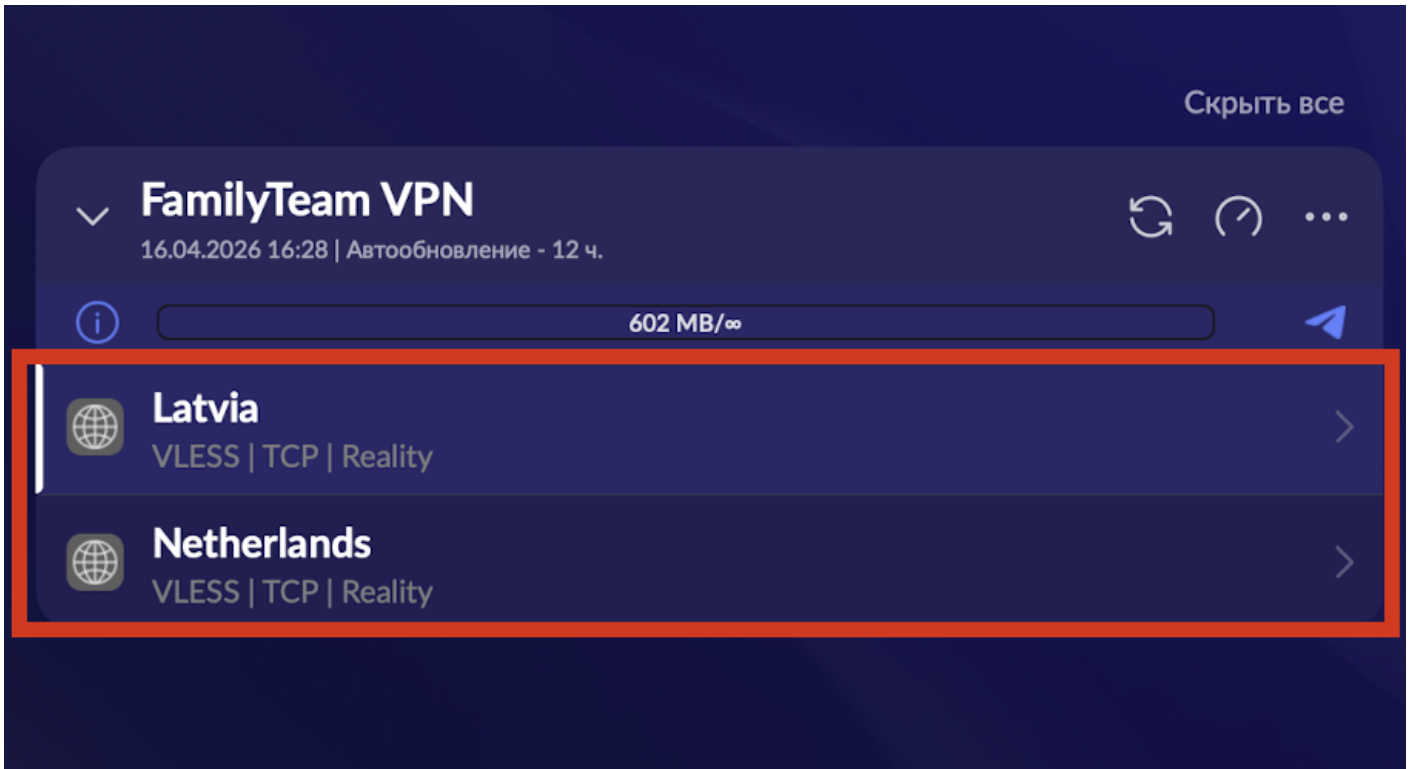 Скрыть все
FamilyTeam VPN
16.04.2026 16:28 | Автообновление - 12 ч.
602 MB/∞
Latvia
VLESS | TCP | Reality
Netherlands
VLESS | TCP | Reality